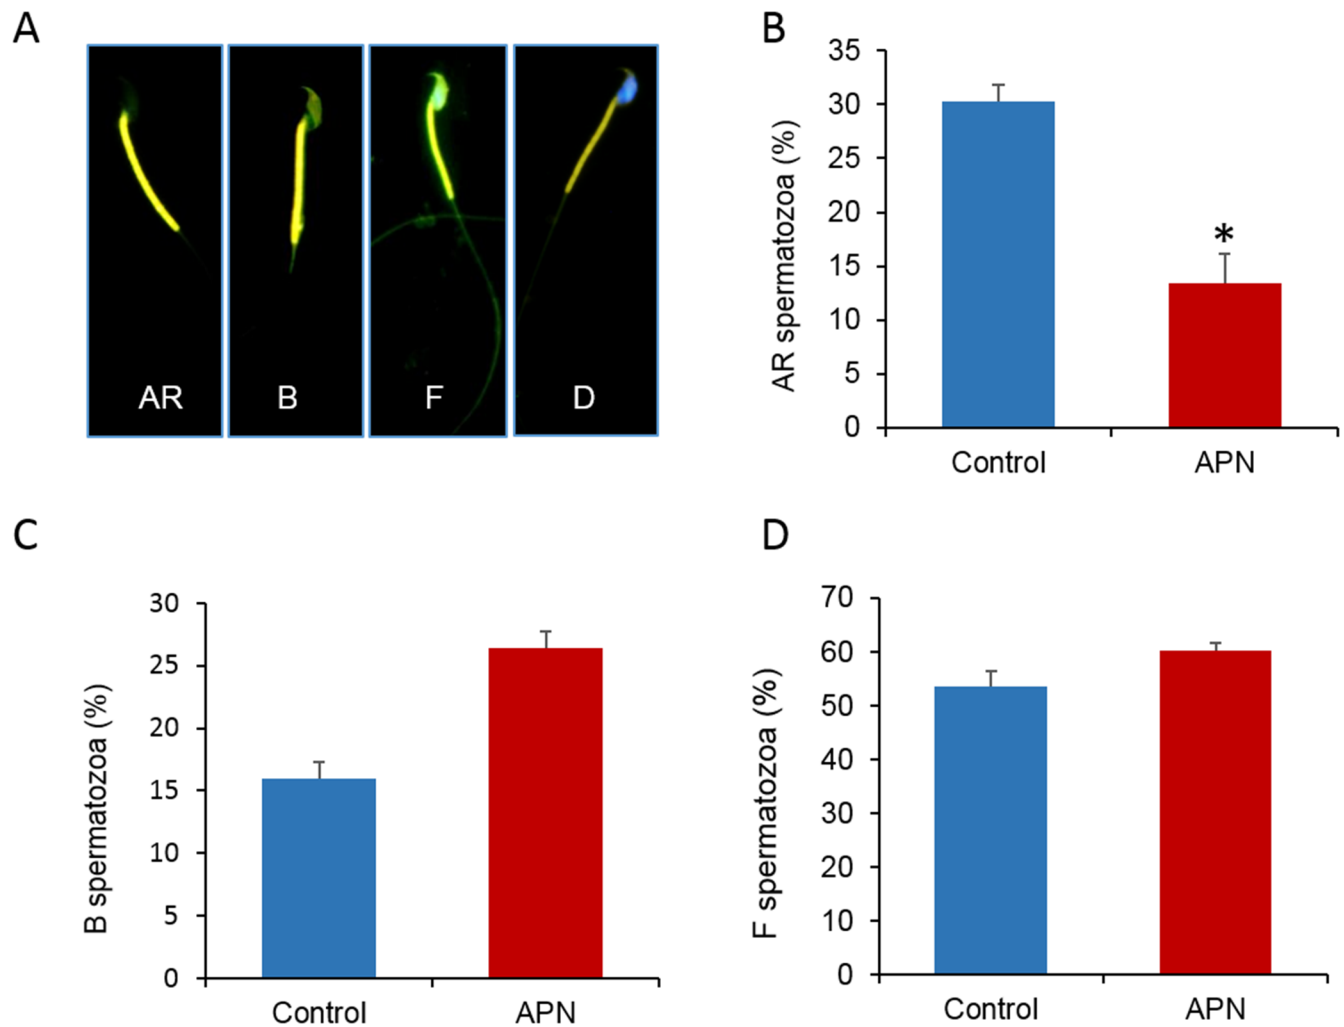 A
AR
B
F
D
B
AR spermatozoa (%)
35
30
25
20
15
10
5
0
*
Control
APN
C
B spermatozoa (%)
30
25
20
15
10
5
0
Control
APN
D
F spermatozoa (%)
70
60
50
40
30
20
10
0
Control
APN